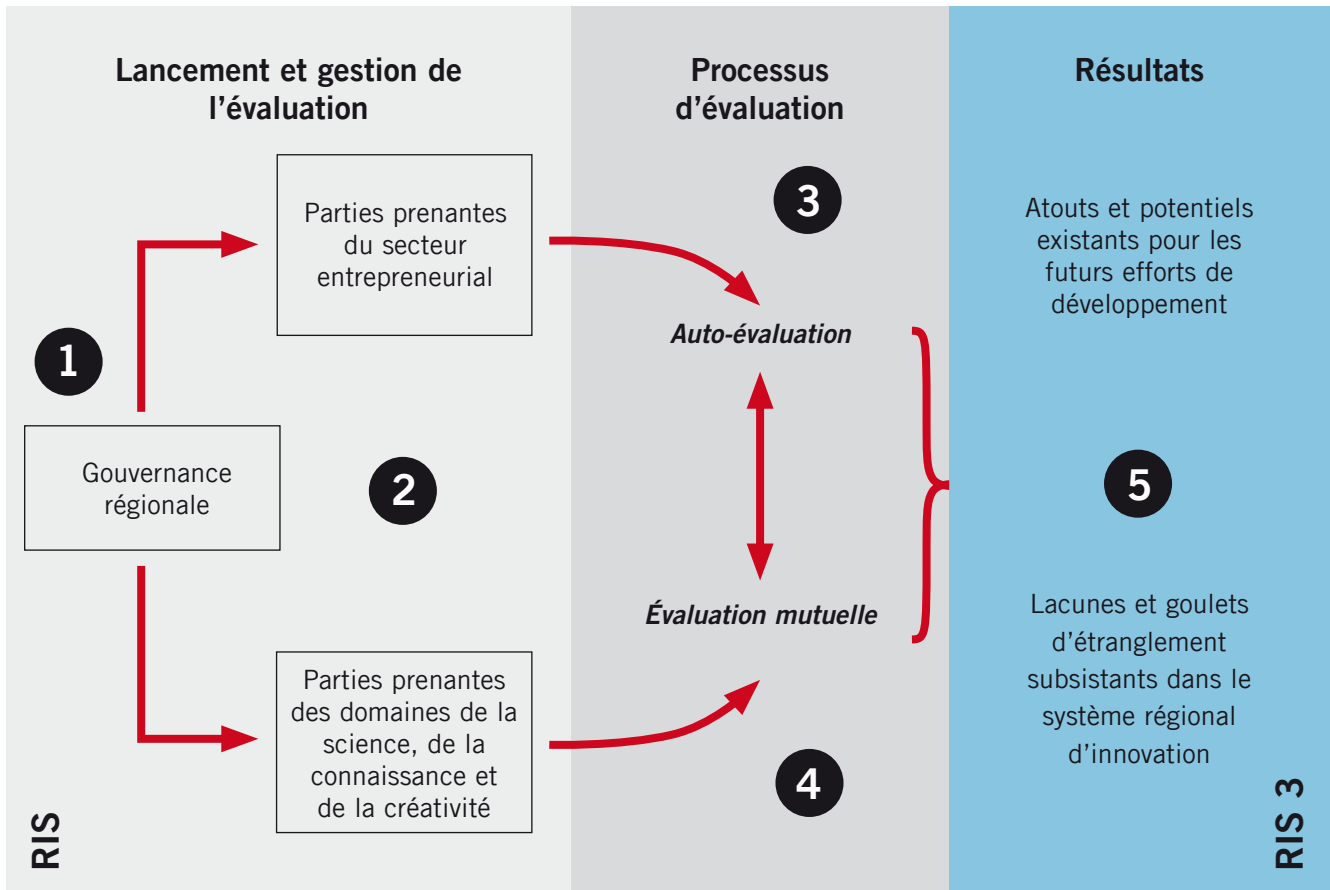 Lancement et gestion de
l'évaluation
Processus
d'évaluation
Résultats
1
Gouvernance
régionale
2
Parties prenantes
du secteur
entrepreneurial
Parties prenantes
des domaines de la
science, de la
connaissance et
de la créativité
3
Auto-évaluation
Évaluation mutuelle
4
Atouts et potentiels
existants pour les
futurs efforts de
développement
5
Lacunes et goulets
d'étranglement
subsistants dans le
système régional
d'innovation
RIS
RIS 3